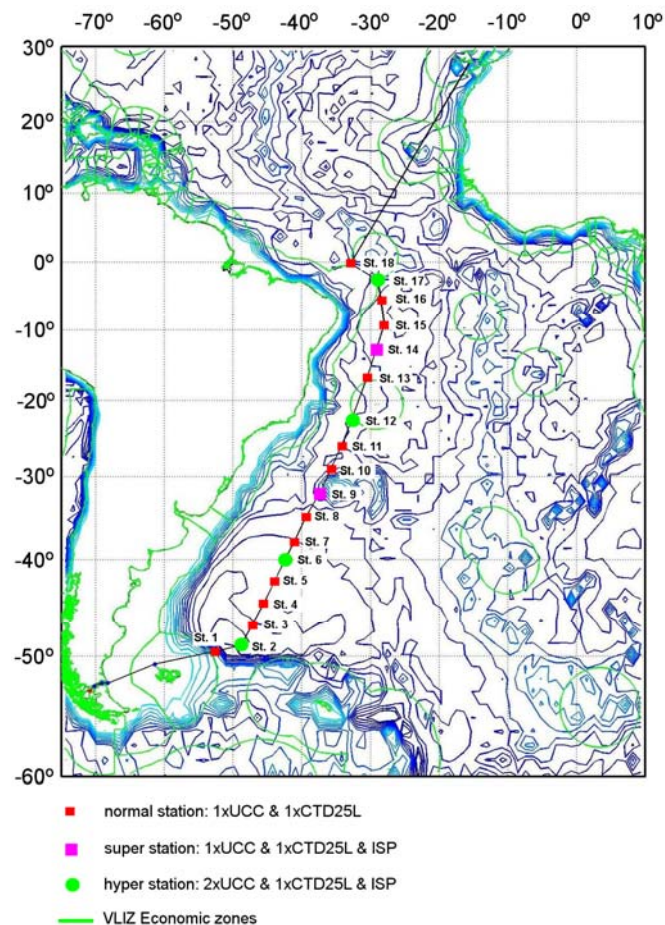 -70º -60º -50º -40º -30º -20º -10º 0º 10º
30º
20º
10º
0º
St. 18
St. 17
St. 16
-10º
St. 15
St. 14
St. 13
-20º
St. 12
St. 11
St. 10
-30º
St. 9
St. 8
St. 7
-40º
St. 6
St. 5
St. 4
St. 3
St. 1
St. 2
-50º
-60º
normal station: 1xUCC & 1xCTD25L
super station: 1xUCC & 1xCTD25L & ISP
hyper station: 2xUCC & 1xCTD25L & ISP
VLIZ Economic zones